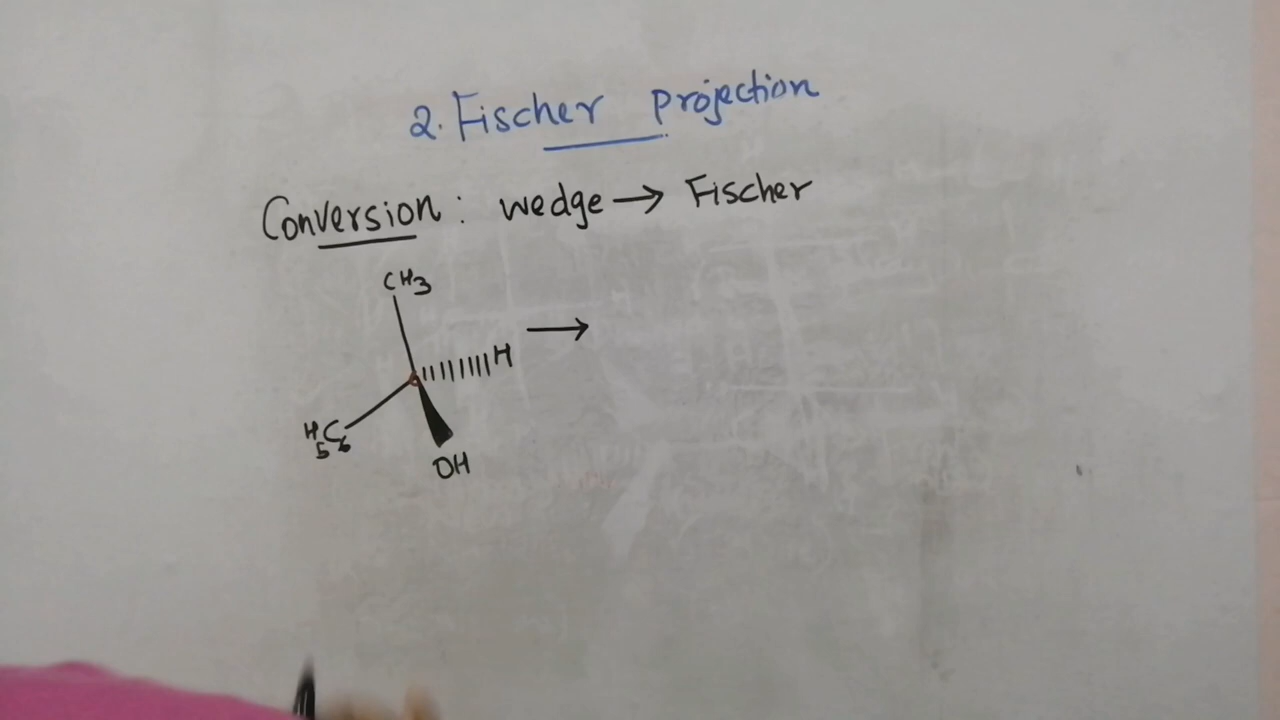 2. Fischer projection
Conversion: wedge → Fischer
CH3
H →
H5C6
OH